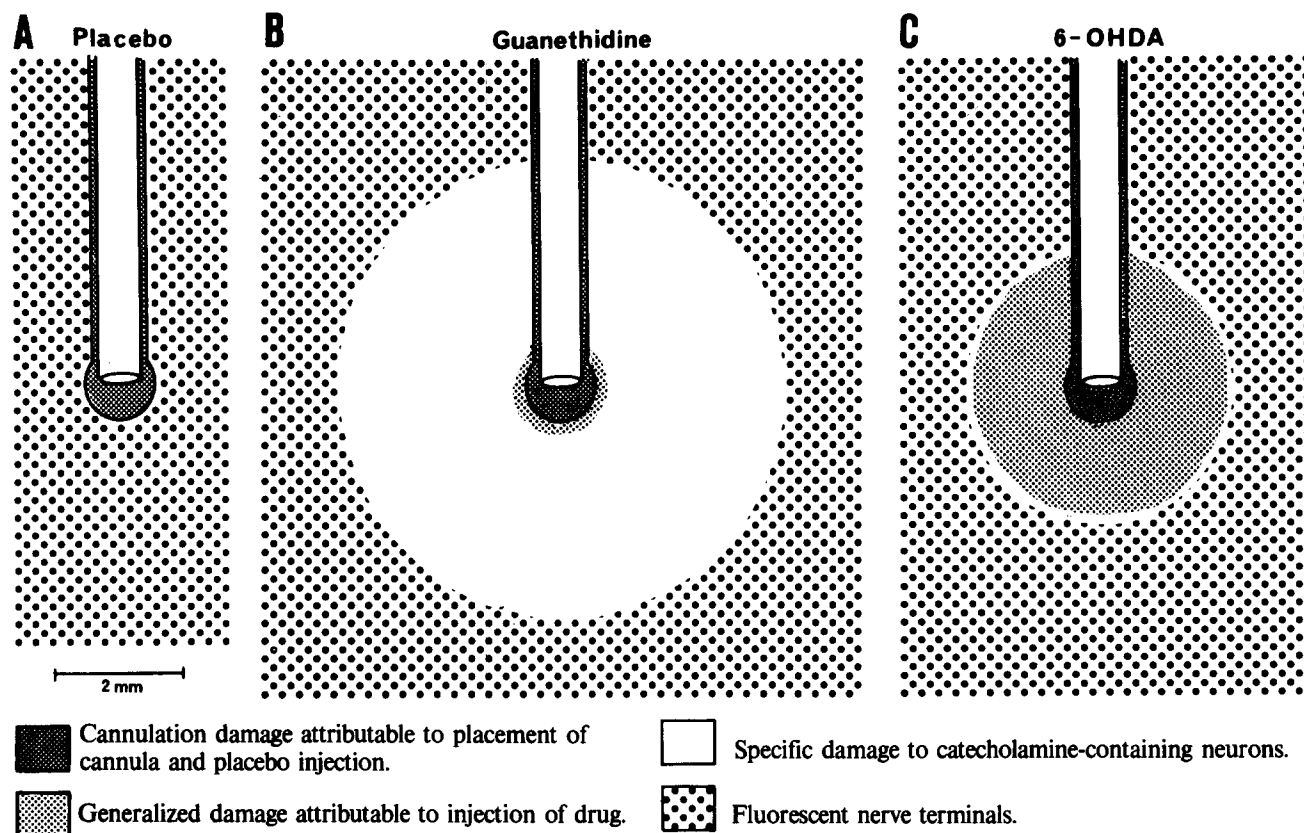 A Placebo
B Guanethidine
C 6-OHDA
2 mm
Cannulation damage attributable to placement of
cannula and placebo injection.
Generalized damage attributable to injection of drug.
Specific damage to catecholamine-containing neurons.
Fluorescent nerve terminals.